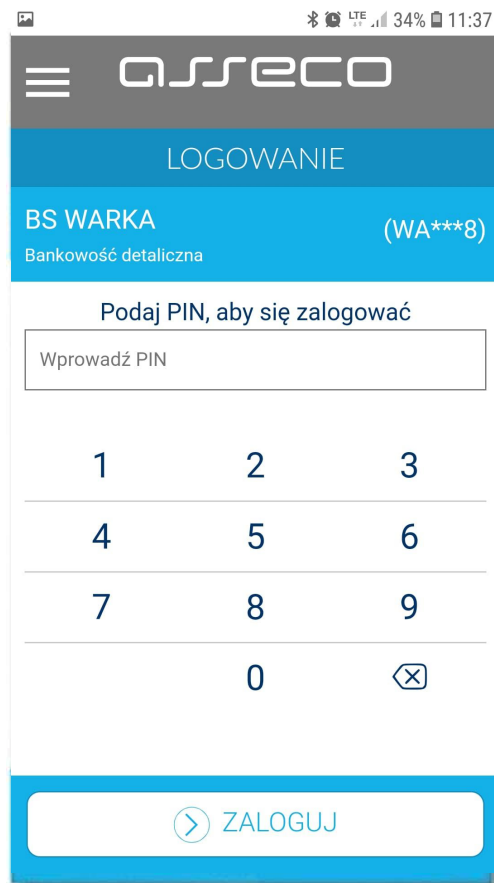 LTE 34% 11:37
asseco
LOGOWANIE
BS WARKA
(WA***8)
Bankowość detaliczna
Podaj PIN, aby się zalogować
Wprowadź PIN
1 2 3
4 5 6
7 8 9
0
ZALOGUJ